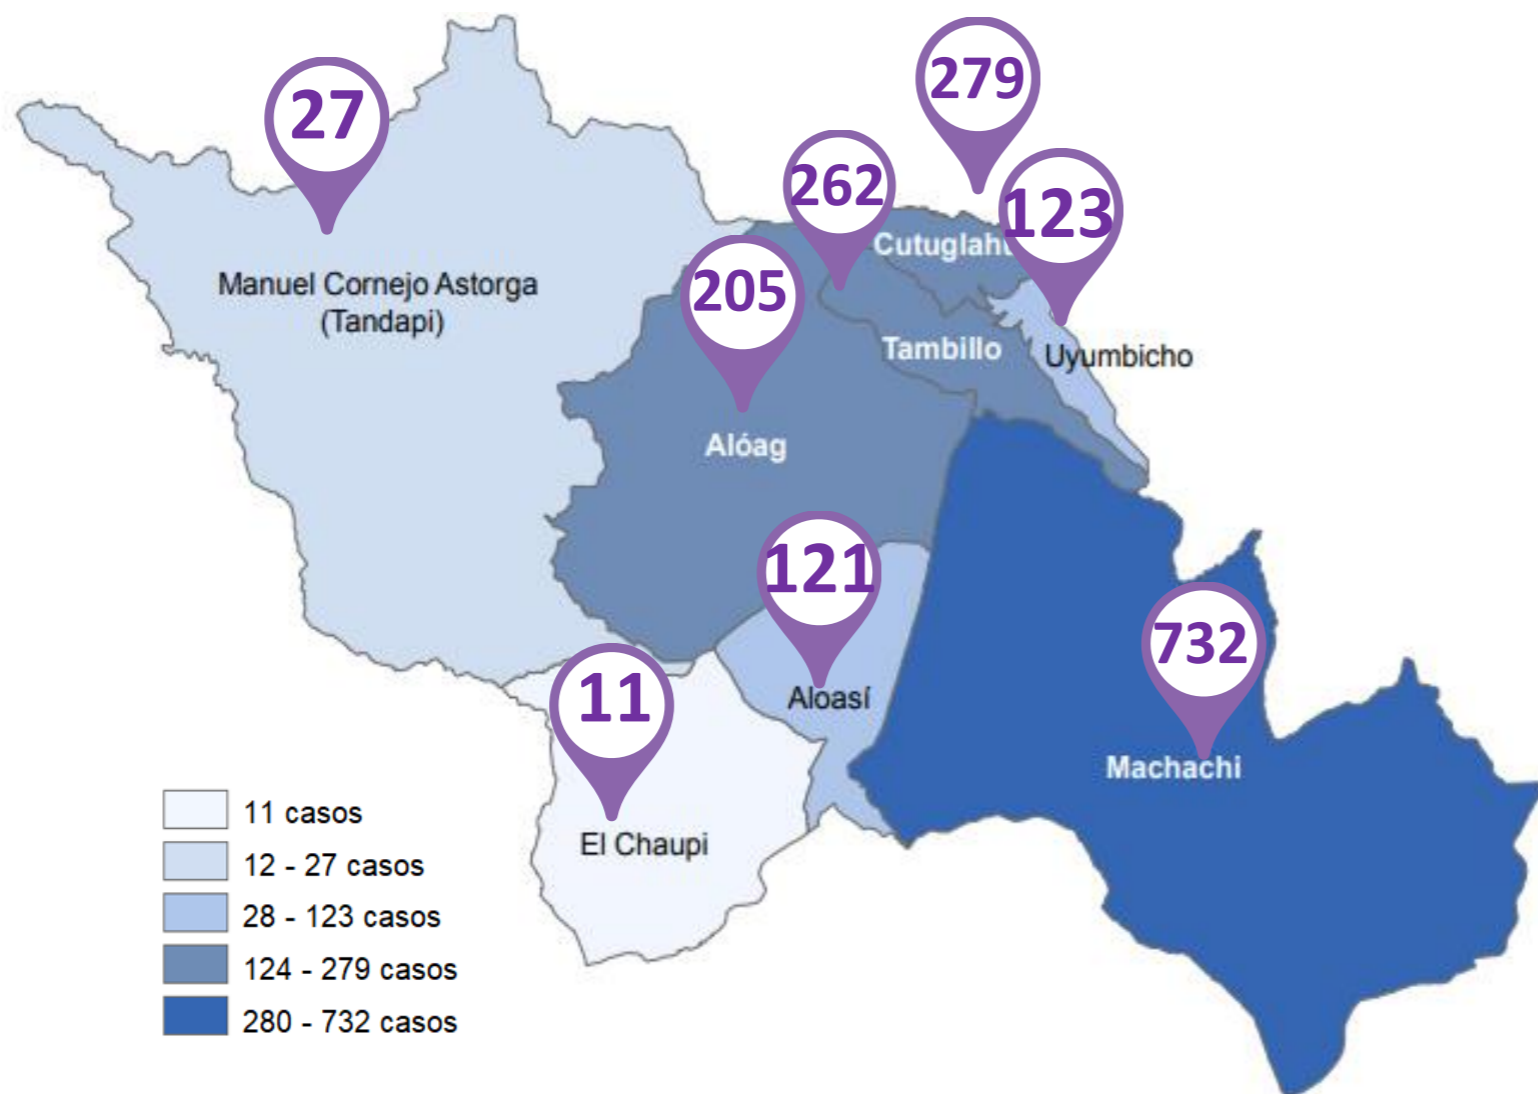 279
27
262
123
Cutuglahu
Manuel Cornejo Astorga
(Tandapi)
205
Tambillo
Uyumbicho
Alóag
121
732
11
Aloasí
Machachi
El Chaupi
11 casos
12 - 27 casos
28 - 123 casos
124 - 279 casos
280 - 732 casos